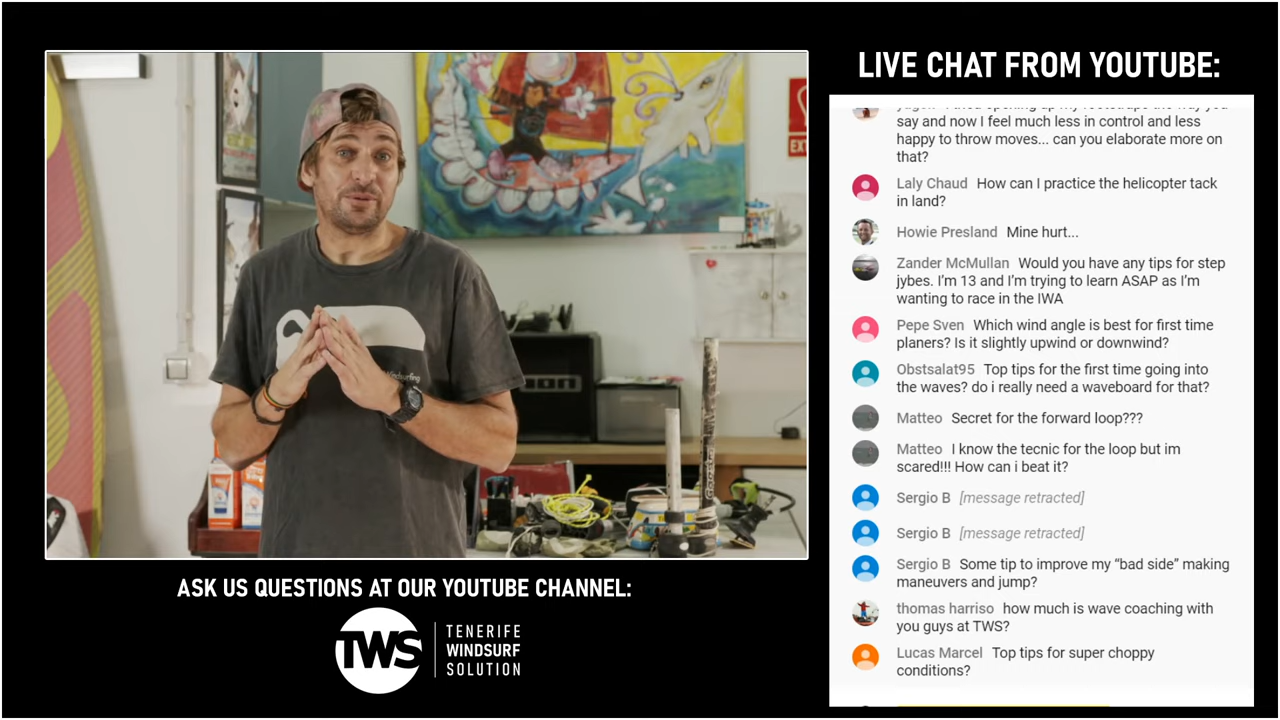 LIVE CHAT FROM YOUTUBE:
say and now I feel much less in control and less
happy to throw moves... can you elaborate more on
that?
Laly Chaud How can I practice the helicopter tack
in land?
Howie Presland Mine hurt...
Zander McMullan Would you have any tips for step
jybes. I'm 13 and I'm trying to learn ASAP as I'm
wanting to race in the IWA
Pepe Sven Which wind angle is best for first time
planers? Is it slightly upwind or downwind?
Obstsalat95 Top tips for the first time going into
the waves? do i really need a waveboard for that?
Matteo Secret for the forward loop???
Matteo I know the tecnic for the loop but im
scared!!! How can i beat it?
Sergio B [message retracted]
Sergio B [message retracted]
Sergio B Some tip to improve my “bad side” making
maneuvers and jump?
thomas harriso how much is wave coaching with
you guys at TWS?
Lucas Marcel Top tips for super choppy
conditions?
ASK US QUESTIONS AT OUR YOUTUBE CHANNEL:
TWS
TENERIFE
WINDSURF
SOLUTION